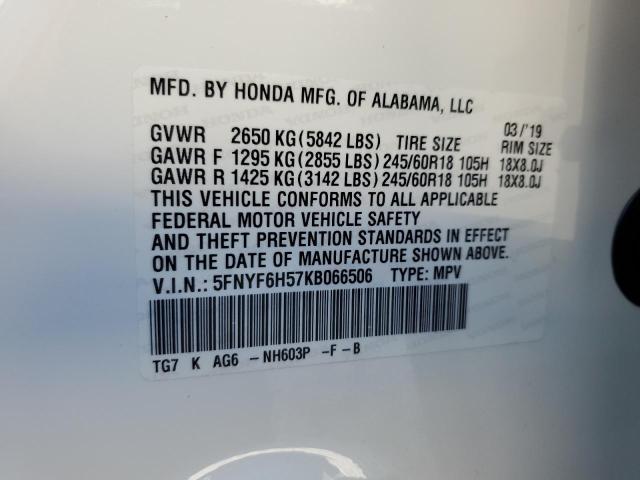 MFD. BY HONDA MFG. OF ALABAMA, LLC
03/'19
GVWR 2650 KG(5842 LBS) TIRE SIZE RIM SIZE
GAWR F 1295 KG(2855 LBS) 245/60R18 105H 18X8.0J
GAWR R 1425 KG(3142 LBS) 245/60R18 105H 18X8.0J
THIS VEHICLE CONFORMS TO ALL APPLICABLE
FEDERAL MOTOR VEHICLE SAFETY
AND THEFT PREVENTION STANDARDS IN EFFECT
ON THE DATE OF MANUFACTURE SHOWN ABOVE.
V.I.N.: 5FNYF6H57KB066506 TYPE: MPV
TG7 K AG6 -NH603P -F-B